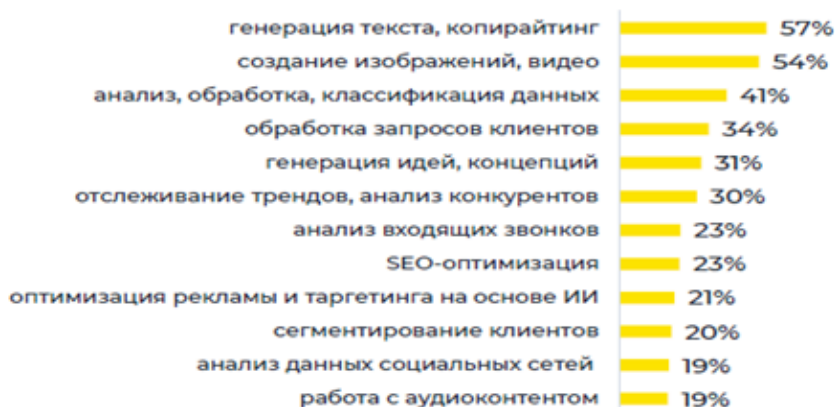 генерация текста, копирайтинг 57%
создание изображений, видео 54%
анализ, обработка, классификация данных 41%
обработка запросов клиентов 34%
генерация идей, концепций 31%
отслеживание трендов, анализ конкурентов 30%
анализ входящих звонков 23%
SEO-оптимизация 23%
оптимизация рекламы и таргетинга на основе ИИ 21%
сегментирование клиентов 20%
анализ данных социальных сетей 19%
работа с аудиоконтентом 19%